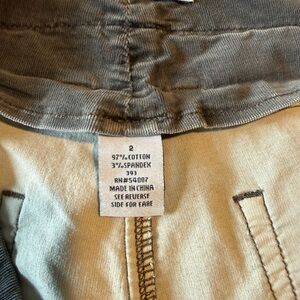 2
97% COTTON
3% SPANDEX
393
RN#54007
MADE IN CHINA
SEE REVERSE
SIDE FOR CARE